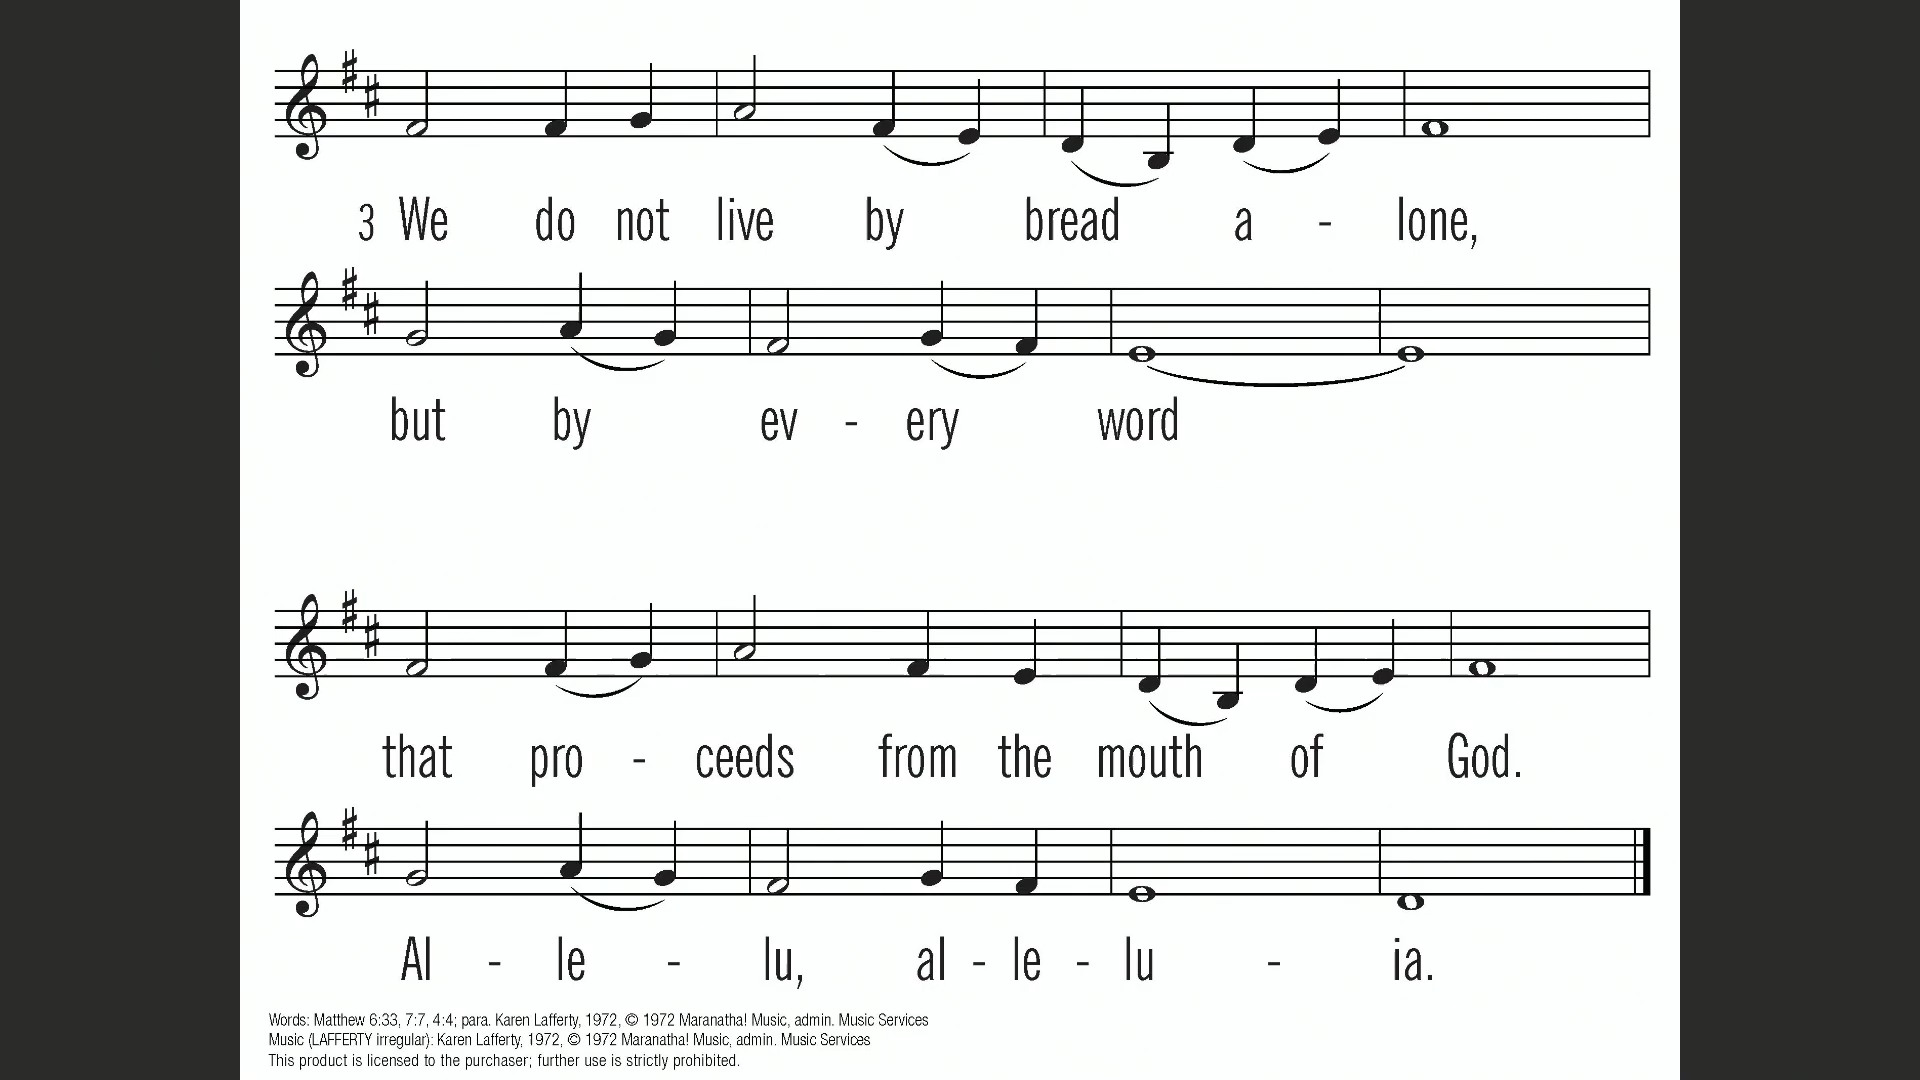 3 We do not live by bread a - lone,
but by ev - ery word
that pro - ceeds from the mouth of God.
Al - le - lu, al - le - lu - ia.
Words: Matthew 6:33, 7:7, 4:4; para. Karen Lafferty, 1972, © 1972 Maranatha! Music, admin. Music Services
Music (LAFFERTY irregular): Karen Lafferty, 1972, © 1972 Maranatha! Music, admin. Music Services
This product is licensed to the purchaser; further use is strictly prohibited.